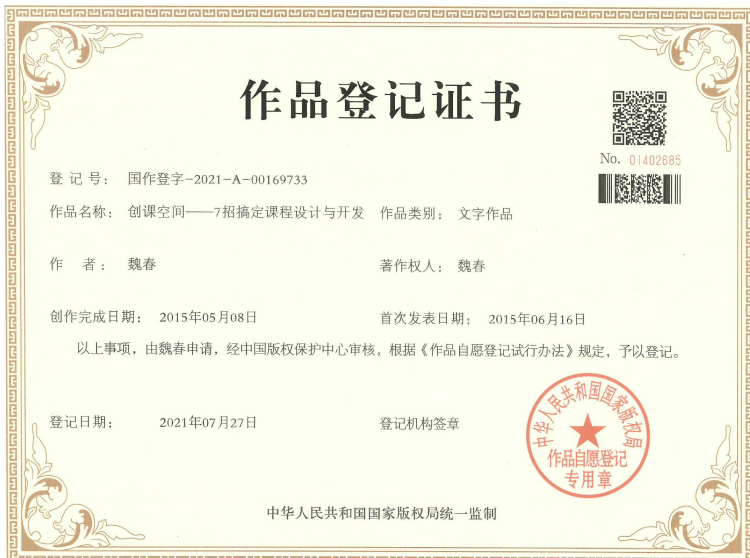 作品登记证书
No. 01402685
登 记 号： 国作登字-2021-A-00169733
作品名称： 创课空间——7招搞定课程设计与开发 作品类别： 文字作品
作 者： 魏春 著作权人： 魏春
创作完成日期： 2015年05月08日 首次发表日期： 2015年06月16日
以上事项，由魏春申请，经中国版权保护中心审核，根据《作品自愿登记试行办法》规定，予以登记。
登记日期： 2021年07月27日 登记机构签章
中华人民共和国国家版权局
作品自愿登记
专用章
中华人民共和国国家版权局统一监制